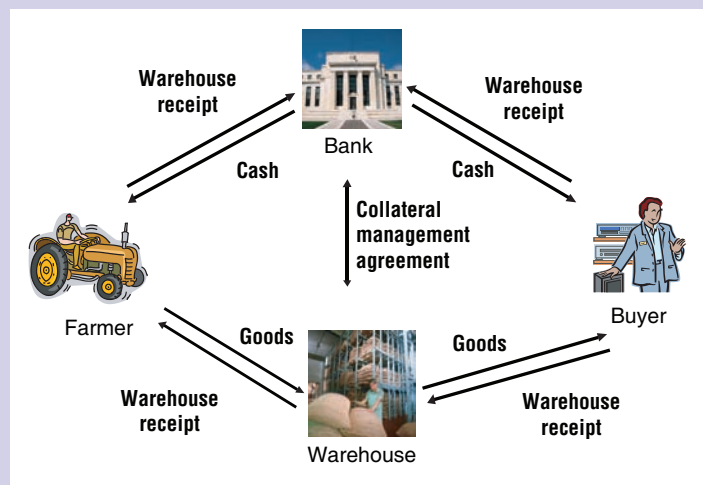 Warehouse
receipt
Warehouse
receipt
Bank
Cash
Cash
Collateral
management
agreement
Farmer
Buyer
Goods
Goods
Warehouse
receipt
Warehouse
receipt
Warehouse